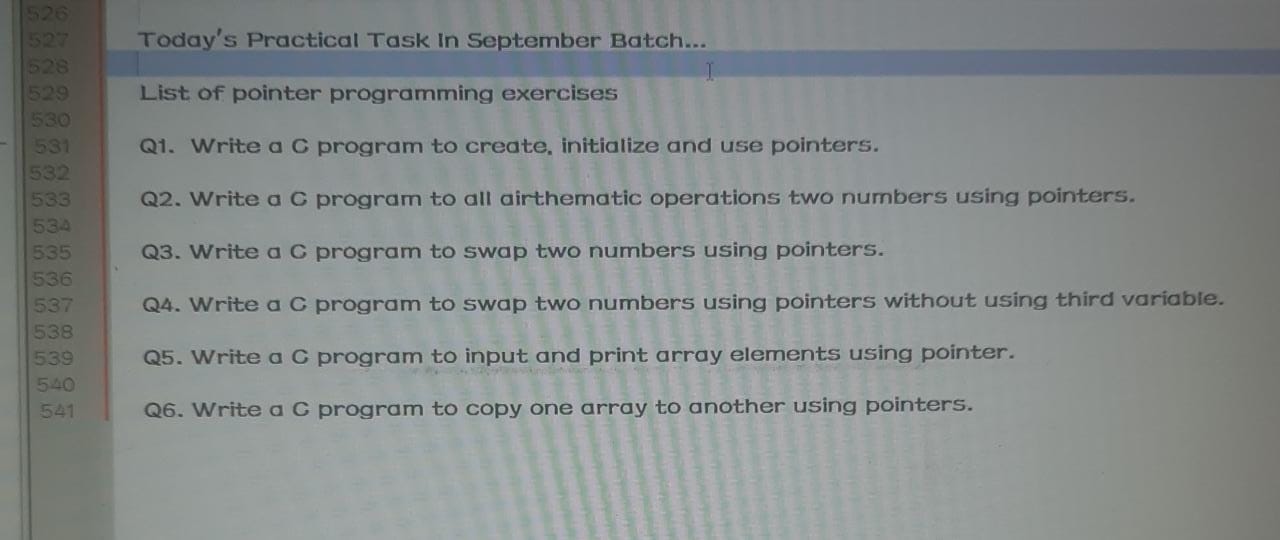 526
527 Today's Practical Task In September Batch...
528
529 List of pointer programming exercises
530
531 Q1. Write a C program to create, initialize and use pointers.
532
533 Q2. Write a C program to all airthematic operations two numbers using pointers.
534
535 Q3. Write a C program to swap two numbers using pointers.
536
537 Q4. Write a C program to swap two numbers using pointers without using third variable.
538
539 Q5. Write a C program to input and print array elements using pointer.
540
541 Q6. Write a C program to copy one array to another using pointers.